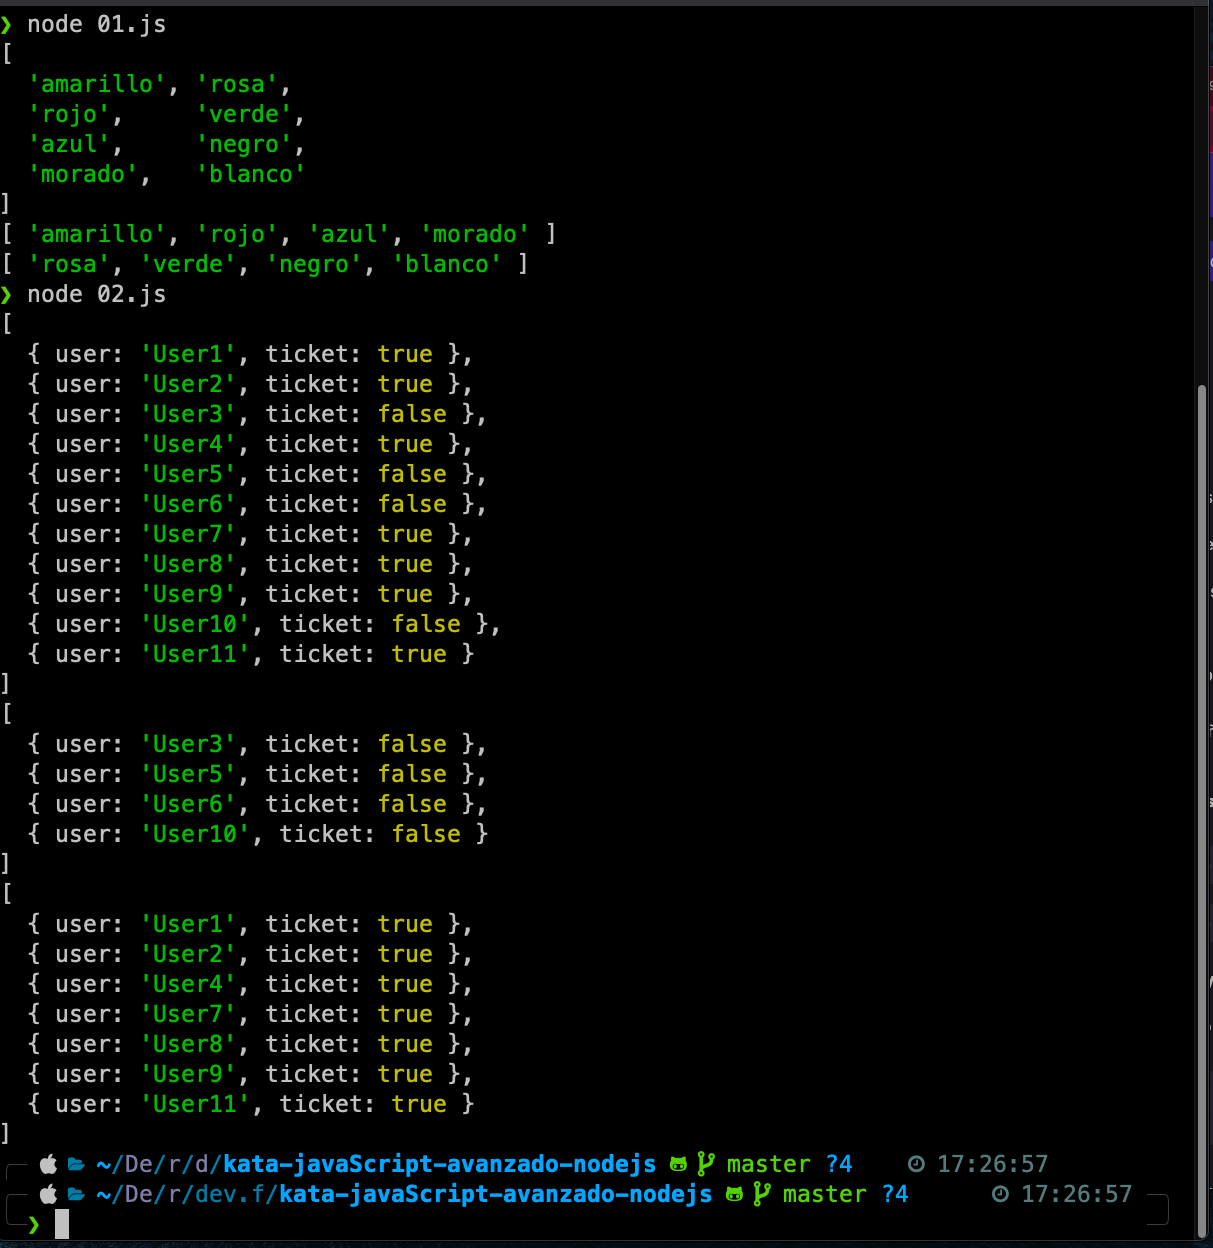 ❯ node 01.js
[
  'amarillo', 'rosa',
  'rojo',     'verde',
  'azul',     'negro',
  'morado',   'blanco'
]
[ 'amarillo', 'rojo', 'azul', 'morado' ]
[ 'rosa', 'verde', 'negro', 'blanco' ]
❯ node 02.js
[
  { user: 'User1', ticket: true },
  { user: 'User2', ticket: true },
  { user: 'User3', ticket: false },
  { user: 'User4', ticket: true },
  { user: 'User5', ticket: false },
  { user: 'User6', ticket: false },
  { user: 'User7', ticket: true },
  { user: 'User8', ticket: true },
  { user: 'User9', ticket: true },
  { user: 'User10', ticket: false },
  { user: 'User11', ticket: true }
]
[
  { user: 'User3', ticket: false },
  { user: 'User5', ticket: false },
  { user: 'User6', ticket: false },
  { user: 'User10', ticket: false }
]
[
  { user: 'User1', ticket: true },
  { user: 'User2', ticket: true },
  { user: 'User4', ticket: true },
  { user: 'User7', ticket: true },
  { user: 'User8', ticket: true },
  { user: 'User9', ticket: true },
  { user: 'User11', ticket: true }
]
~/De/r/d/kata-javaScript-avanzado-nodejs master ?4 17:26:57
~/De/r/dev.f/kata-javaScript-avanzado-nodejs master ?4 17:26:57
❯